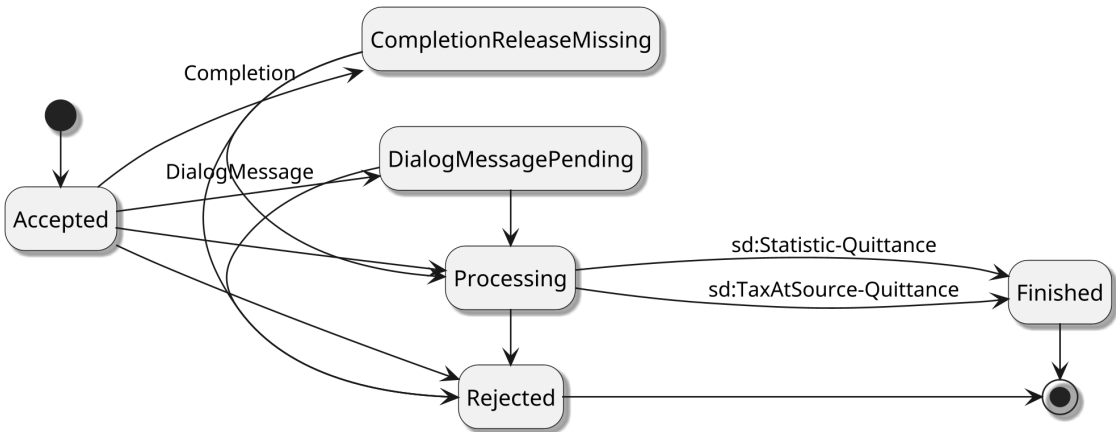 CompletionReleaseMissing
Completion
DialogMessagePending
DialogMessage
Accepted
sd:Statistic-Quittance
Processing
sd:TaxAtSource-Quittance
Finished
Rejected